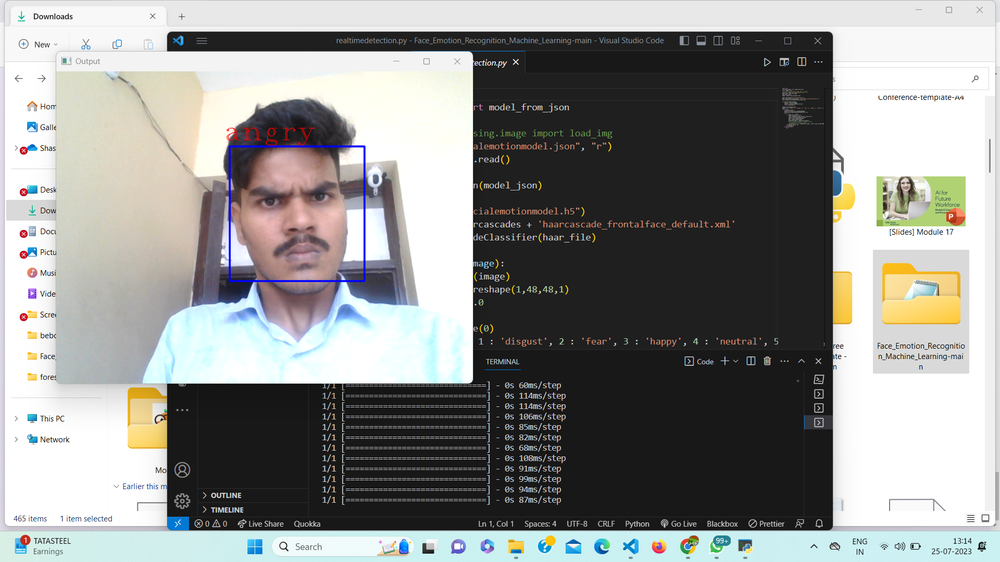 Downloads
New
realtimedetection.py - Face_Emotion_Recognition_Machine_Learning-main - Visual Studio Code
Output
ection.py
angry
Hom
Galle
Shas
Desk
Dow
Docu
Pictu
Musi
Vide
Scree
bebo
Face_
fores
This PC
Network
rt model_from_json
sing.image import load_img
alemotionmodel.json", "r")
.read()
n(model_json)
cialemotionmodel.h5")
rcascades + 'haarcascade_frontalface_default.xml'
deClassifier(haar_file)
mage):
(image)
reshape(1,48,48,1)
.0
e(0)
1 : 'disgust', 2 : 'fear', 3 : 'happy', 4 : 'neutral', 5
TERMINAL
Code
1/1 [==============================] - 0s 60ms/step
1/1 [==============================] - 0s 114ms/step
1/1 [==============================] - 0s 114ms/step
1/1 [==============================] - 0s 106ms/step
1/1 [==============================] - 0s 85ms/step
1/1 [==============================] - 0s 82ms/step
1/1 [==============================] - 0s 68ms/step
1/1 [==============================] - 0s 108ms/step
1/1 [==============================] - 0s 91ms/step
1/1 [==============================] - 0s 99ms/step
1/1 [==============================] - 0s 94ms/step
1/1 [==============================] - 0s 87ms/step
OUTLINE
TIMELINE
Mo
Earlier this m
465 items
1 item selected
0 0
Live Share
Quokka
Ln 1, Col 1
Spaces: 4
UTF-8
CRLF
Python
Go Live
Blackbox
Prettier
s
Conference-template-A4
AI for
Future
Workforce
[Slides] Module 17
ree
ate -
m
Face_Emotion_Recognitio
n_Machine_Learning-mai
n
1
TATASTEEL
Earnings
Search
99+
ENG
IN
13:14
25-07-2023